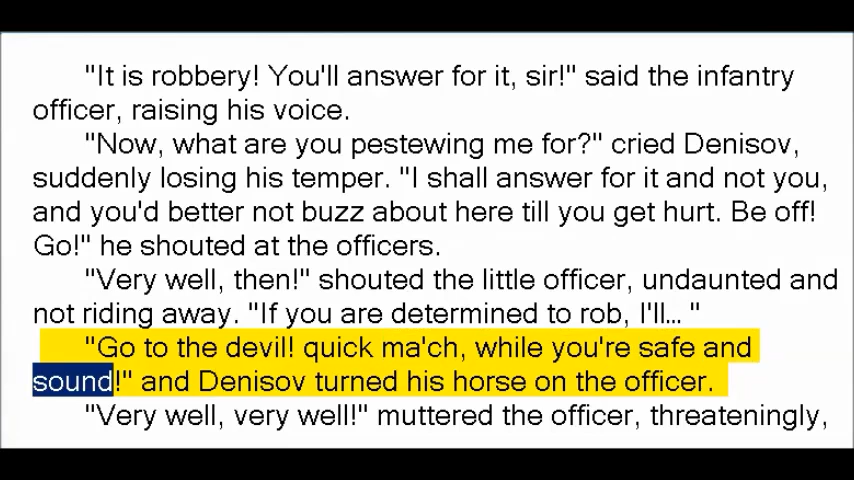 "It is robbery! You'll answer for it, sir!" said the infantry
officer, raising his voice.
"Now, what are you pestewing me for?" cried Denisov,
suddenly losing his temper. "I shall answer for it and not you,
and you'd better not buzz about here till you get hurt. Be off!
Go!" he shouted at the officers.
"Very well, then!" shouted the little officer, undaunted and
not riding away. "If you are determined to rob, I'll... "
"Go to the devil! quick ma'ch, while you're safe and
sound!" and Denisov turned his horse on the officer.
"Very well, very well!" muttered the officer, threateningly,